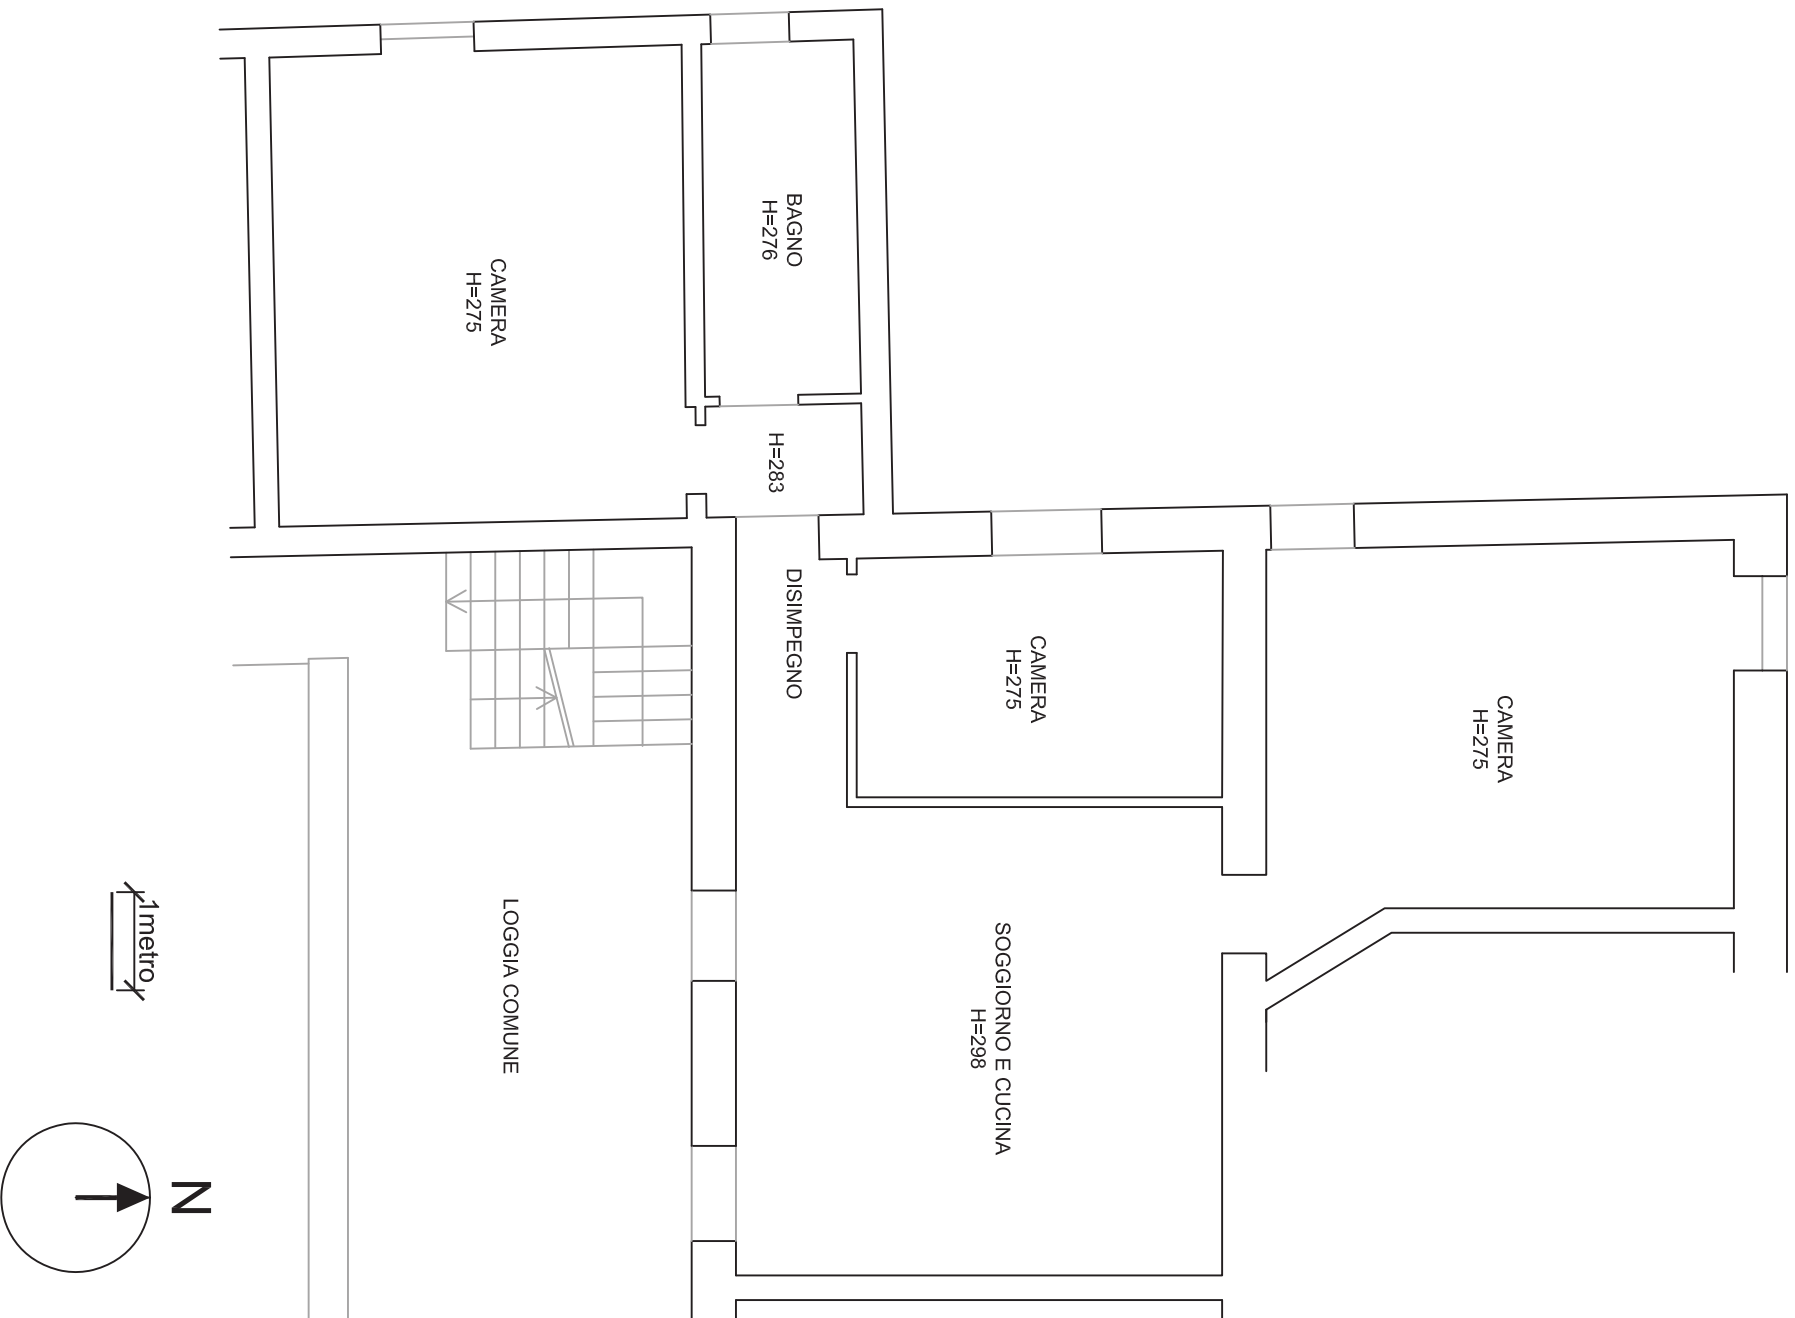 BAGNO
H=276
CAMERA
H=275
H=283
DISIMPEGNO
CAMERA
H=275
CAMERA
H=275
LOGGIA COMUNE
SOGGIORNO E CUCINA
H=298
1metro
N